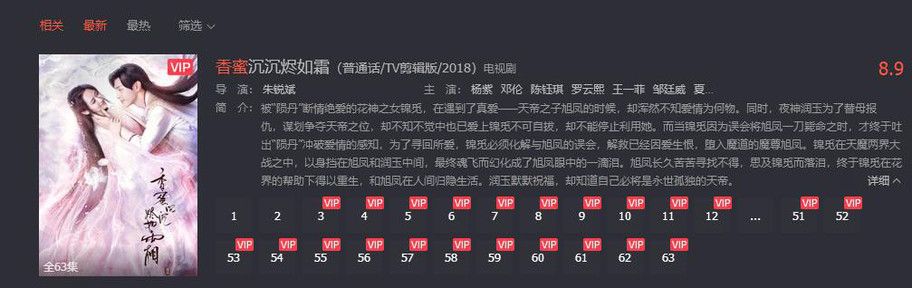 相关 最新 最热 筛选
VIP
香蜜沉沉烬如霜（普通话/TV剪辑版/2018）电视剧 8.9
导 演： 朱锐斌 主 演： 杨紫 邓伦 陈钰琪 罗云熙 王一菲 邹廷威 夏...
简 介： 被“陨丹”断情绝爱的花神之女锦觅，在遇到了真爱——天帝之子旭凤的时候，却浑然不知爱情为何物。同时，夜神润玉为了替母报
仇，谋划争夺天帝之位，却不知不觉中也已爱上锦觅不可自拔，却不能停止利用她。而当锦觅因为误会将旭凤一刀毙命之时，才终于吐
出“陨丹”冲破爱情的感知，为了寻回所爱，锦觅必须化解与旭凤的误会，解救已经因爱生恨，堕入魔道的魔尊旭凤。锦觅在天魔两界大
战之中，以身挡在旭凤和润玉中间，最终魂飞而幻化成了旭凤眼中的一滴泪。旭凤长久苦苦寻找不得，思及锦觅而落泪，终于锦觅在花
界的帮助下得以重生，和旭凤在人间归隐生活。润玉默默祝福，却知道自己必将是永世孤独的天帝。 详细
香蜜沉沉烬如霜
全63集
VIP VIP VIP VIP VIP VIP VIP VIP VIP VIP VIP VIP
1 2 3 4 5 6 7 8 9 10 11 12 ... 51 52
VIP VIP VIP VIP VIP VIP VIP VIP VIP VIP VIP
53 54 55 56 57 58 59 60 61 62 63